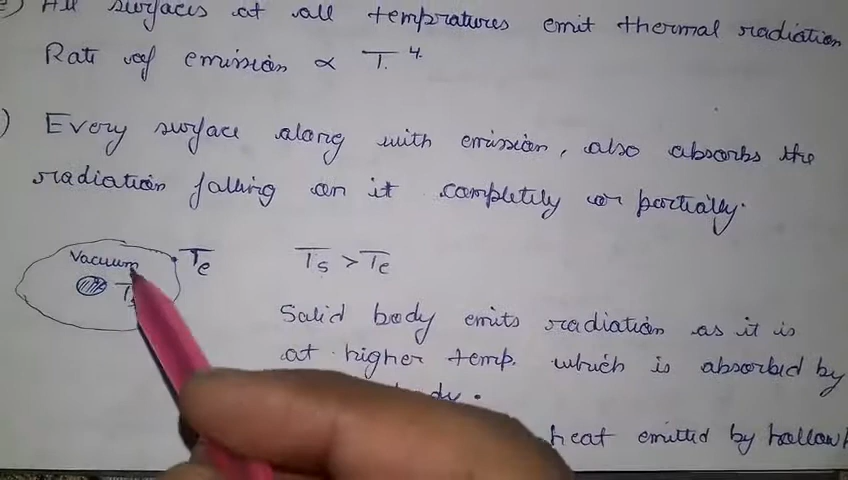 All surfaces at all tempratures emit thermal radiation
Rate of emission ∝ T⁴.
Every surface along with emission, also absorbs the
radiation falling on it completely or partially.
Vacuum
Te
Ts > Te
Solid body emits radiation as it is
at higher temp. which is absorbed by
heat emitted by hollow